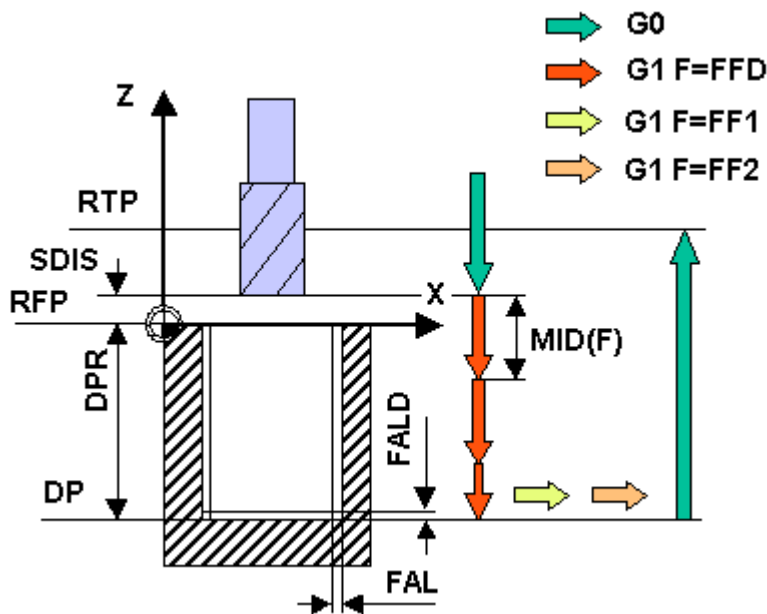 G0
G1 F=FFD
Z
G1 F=FF1
G1 F=FF2
RTP
SDIS
X
RFP
MID(F)
DPR
FALD
DP
FAL